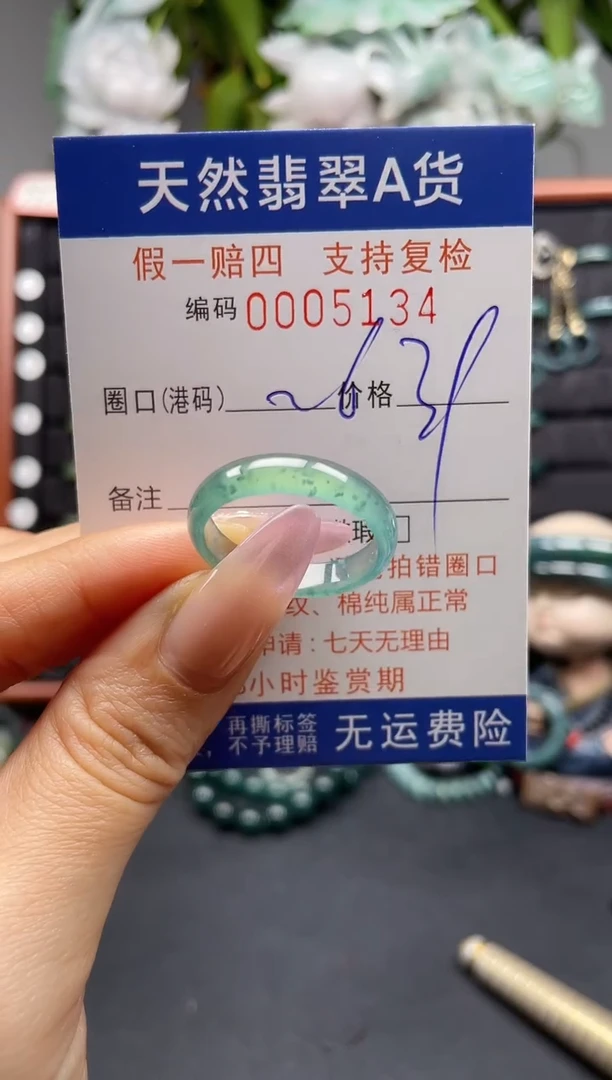 天然翡翠A货
假一赔四 支持复检
编码 0005134
圈口(港码) 价格
备注
瑕
拍错圈口
纹、棉纯属正常
申请:七天无理由
小时鉴赏期
再撕标签 无运费险
不予理赔